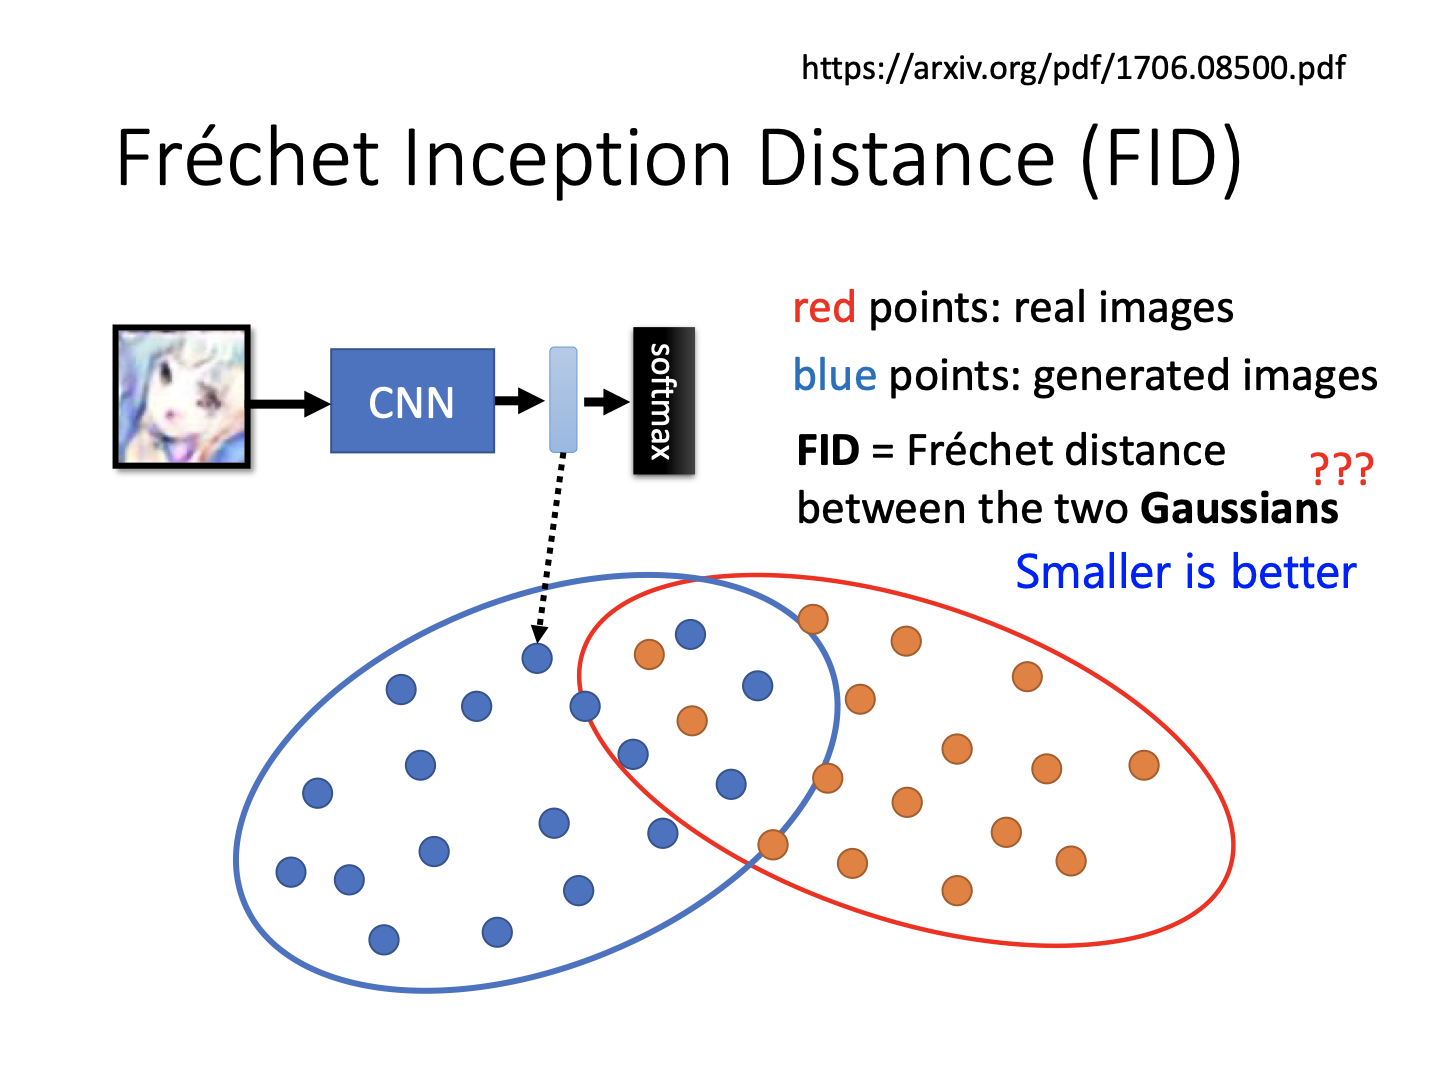 https://arxiv.org/pdf/1706.08500.pdf
Fréchet Inception Distance (FID)
CNN
softmax
red points: real images
blue points: generated images
FID = Fréchet distance
???
between the two Gaussians
Smaller is better